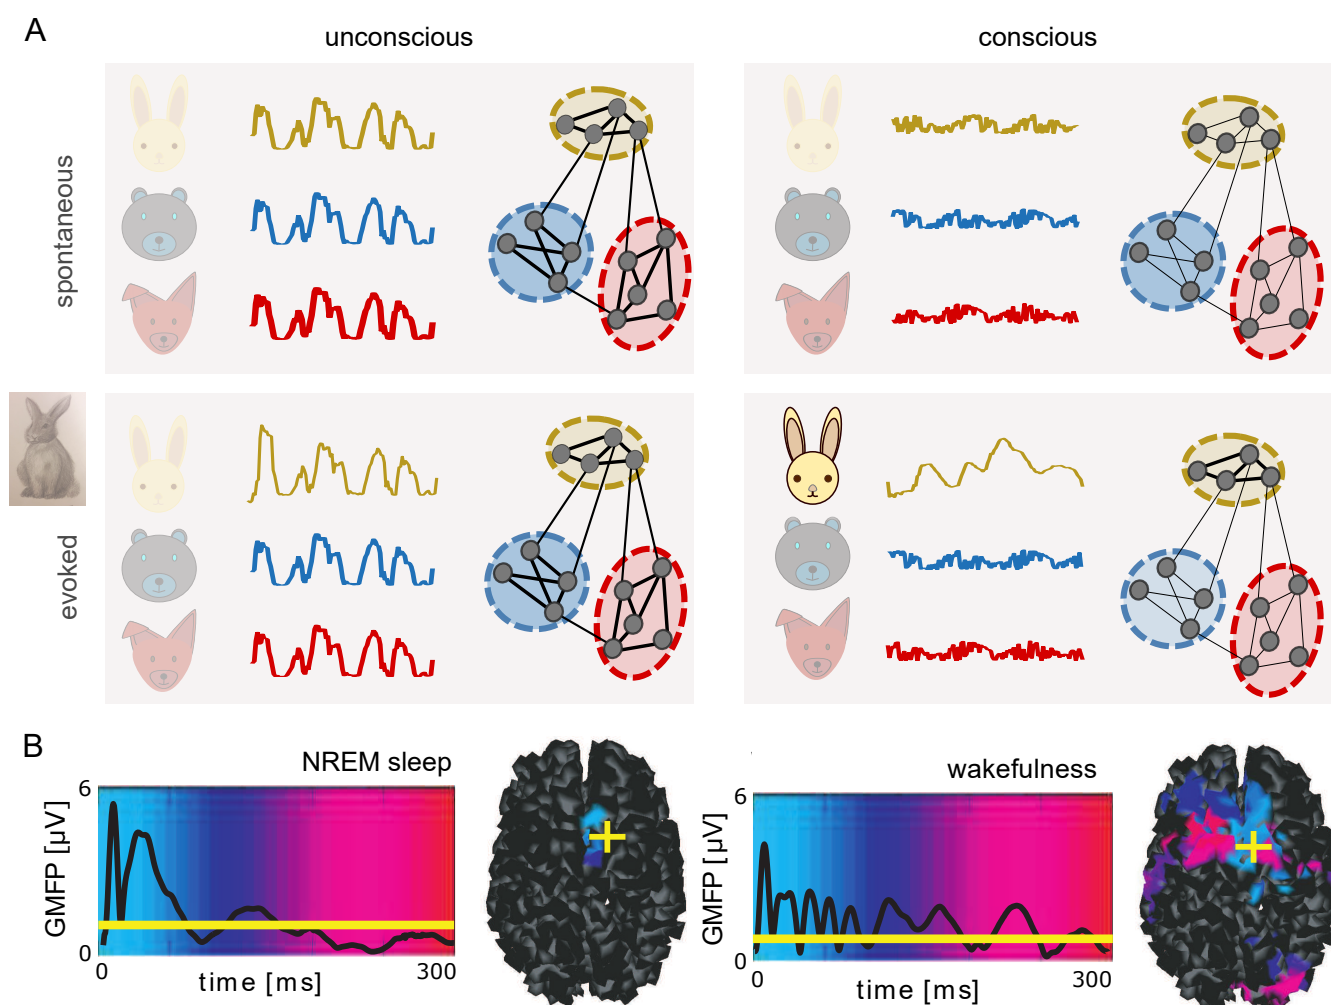 A
unconscious
conscious
spontaneous
evoked
B
NREM sleep
6
GMFP [µV]
0
0
300
time [ms]
wakefulness
6
GMFP [µV]
0
0
300
time [ms]